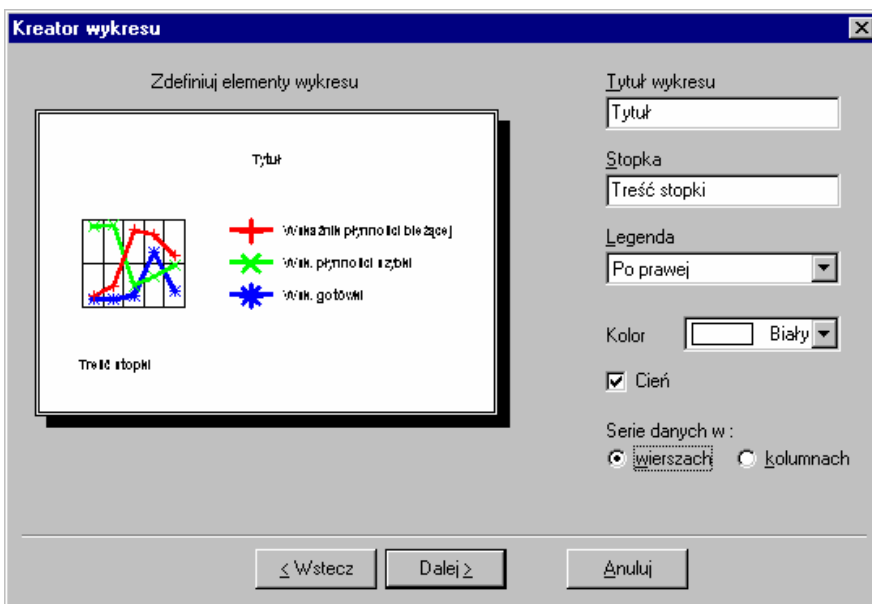 Kreator wykresu
Zdefiniuj elementy wykresu
Tytuł
Wskaźnik płynności bieżącej
Wsk. płynności szybki
Wsk. gotówki
Treść stopki
Tytuł wykresu
Tytuł
Stopka
Treść stopki
Legenda
Po prawej
Kolor
Biały
Cień
Serie danych w :
wierszach
kolumnach
< Wstecz
Dalej >
Anuluj